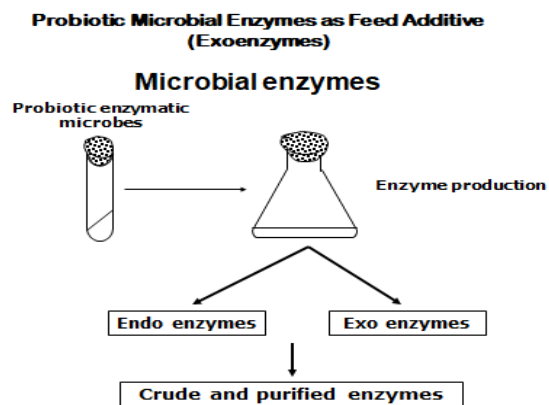 Probiotic Microbial Enzymes as Feed Additive
(Exoenzymes)
Microbial enzymes
Probiotic enzymatic
microbes
Enzyme production
Endo enzymes
Exo enzymes
Crude and purified enzymes